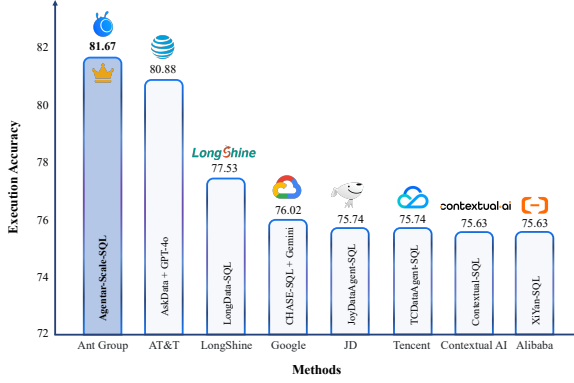 Execution Accuracy
82
80
78
76
74
72
81.67
80.88
LongShine
77.53
76.02
75.74
75.74
contextual·ai
75.63
75.63
Agentar-Scale-SQL
AskData + GPT-4o
LongData-SQL
CHASE-SQL + Gemini
JoyDataAgent-SQL
TCDataAgent-SQL
Contextual-SQL
XiYan-SQL
Ant Group
AT&T
LongShine
Google
JD
Tencent
Contextual AI
Alibaba
Methods